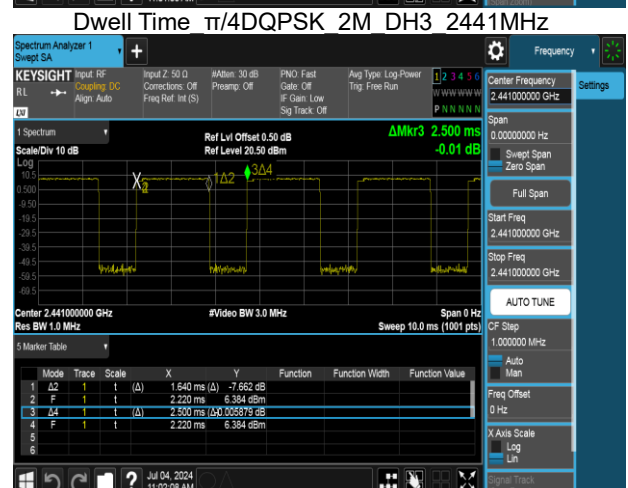 Dwell Time_π/4DQPSK_2M_DH3_2441MHz
Spectrum Analyzer 1
Swept SA
Frequency
KEYSIGHT Input: RF Input Z: 50 Ω #Atten: 30 dB PNO: Fast Avg Type: Log-Power 1 2 3 4 5 6
RL Coupling: DC Corrections: Off Preamp: Off Gate: Off Trig: Free Run W W W W W W
Align: Auto Freq Ref: Int (S) IF Gain: Low
LXI Sig Track: Off P N N N N N
1 Spectrum
Ref Lvl Offset 0.50 dB ΔMkr3 2.500 ms
Scale/Div 10 dB Ref Level 20.50 dBm -0.01 dB
Log
10.5
0.500
-9.50
-19.5
-29.5
-39.5
-49.5
-59.5
-69.5
1Δ2
3Δ4
Center 2.441000000 GHz #Video BW 3.0 MHz Span 0 Hz
Res BW 1.0 MHz Sweep 10.0 ms (1001 pts)
5 Marker Table
Mode Trace Scale X Y Function Function Width Function Value
1 Δ2 1 t (Δ) 1.640 ms (Δ) -7.662 dB
2 F 1 t 2.220 ms 6.384 dBm
3 Δ4 1 t (Δ) 2.500 ms (Δ) -0.005879 dB
4 F 1 t 2.220 ms 6.384 dBm
5
6
Jul 04, 2024
Center Frequency
2.441000000 GHz
Settings
Span
0.00000000 Hz
Swept Span
Zero Span
Full Span
Start Freq
2.441000000 GHz
Stop Freq
2.441000000 GHz
AUTO TUNE
CF Step
1.000000 MHz
Auto
Man
Freq Offset
0 Hz
X Axis Scale
Log
Lin
Signal Track